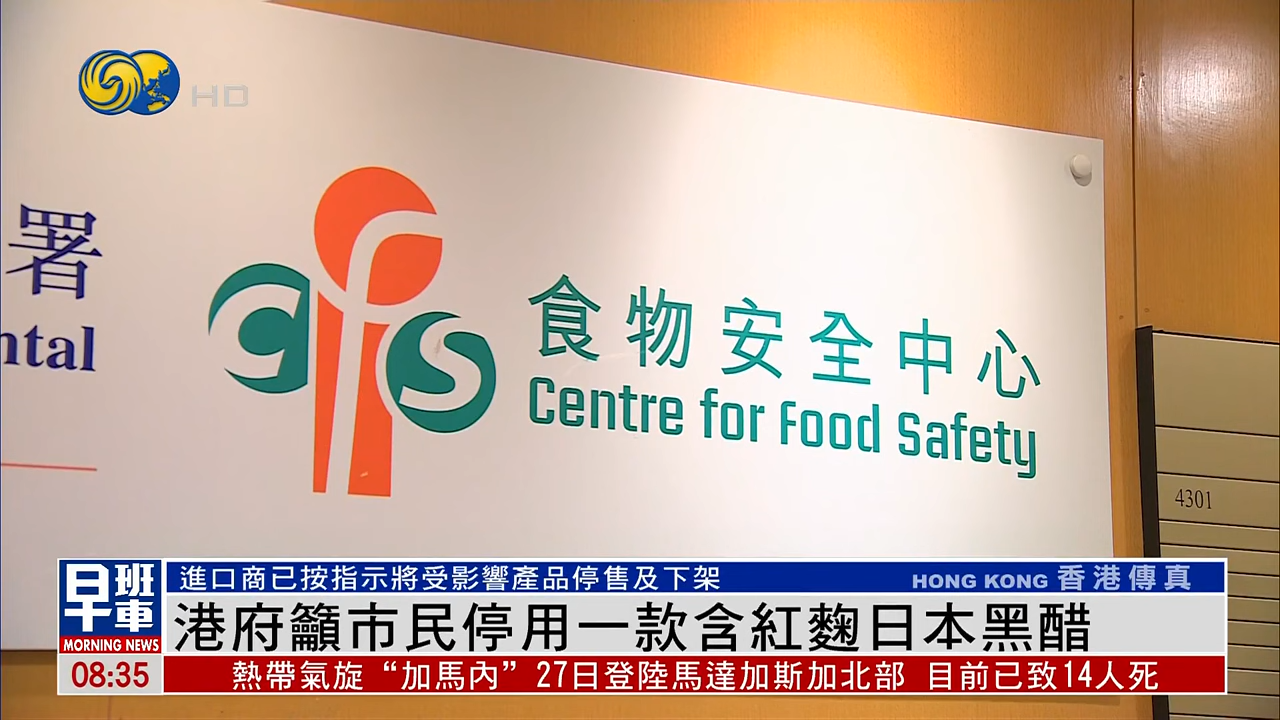 HD
署
ntal
cfs
食物安全中心
Centre for Food Safety
4301
早班車
MORNING NEWS
進口商已按指示將受影響產品停售及下架
HONG KONG 香港傳真
港府籲市民停用一款含紅麴日本黑醋
08:35
熱帶氣旋“加馬內”27日登陸馬達加斯加北部 目前已致14人死